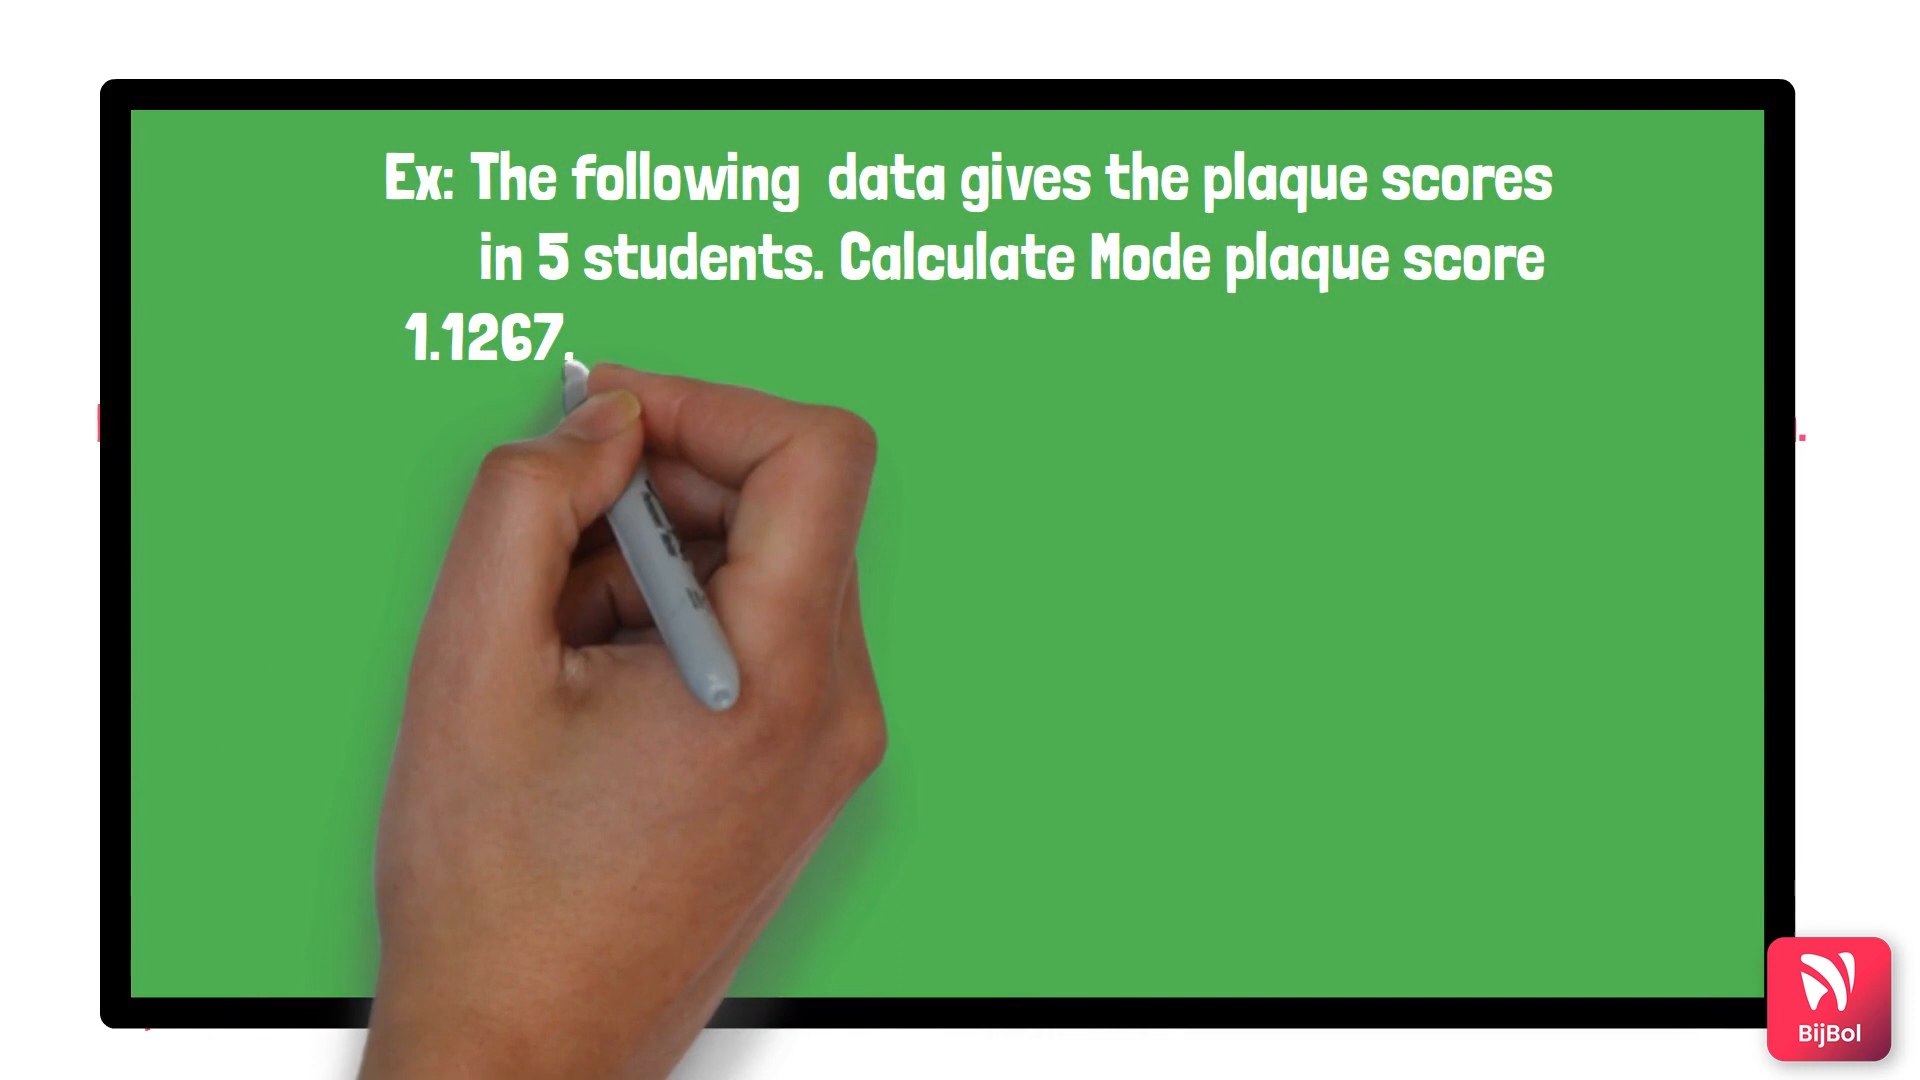 Ex: The following data gives the plaque scores
in 5 students. Calculate Mode plaque score
1.1267.
BijBol